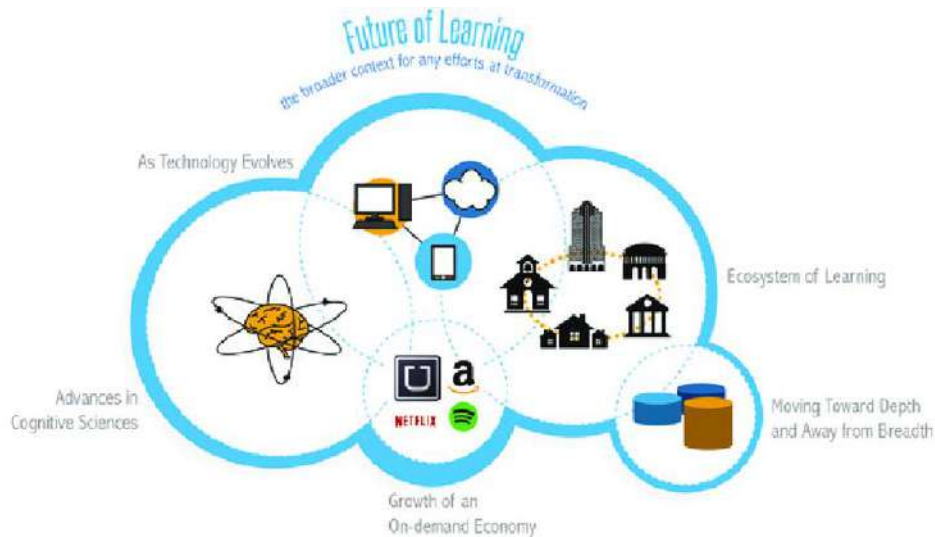 Future of Learning
the broader context for any efforts at transformation
As Technology Evolves
Ecosystem of Learning
Advances in
Cognitive Sciences
U a
NETFLIX
Moving Toward Depth
and Away from Breadth
Growth of an
On-demand Economy